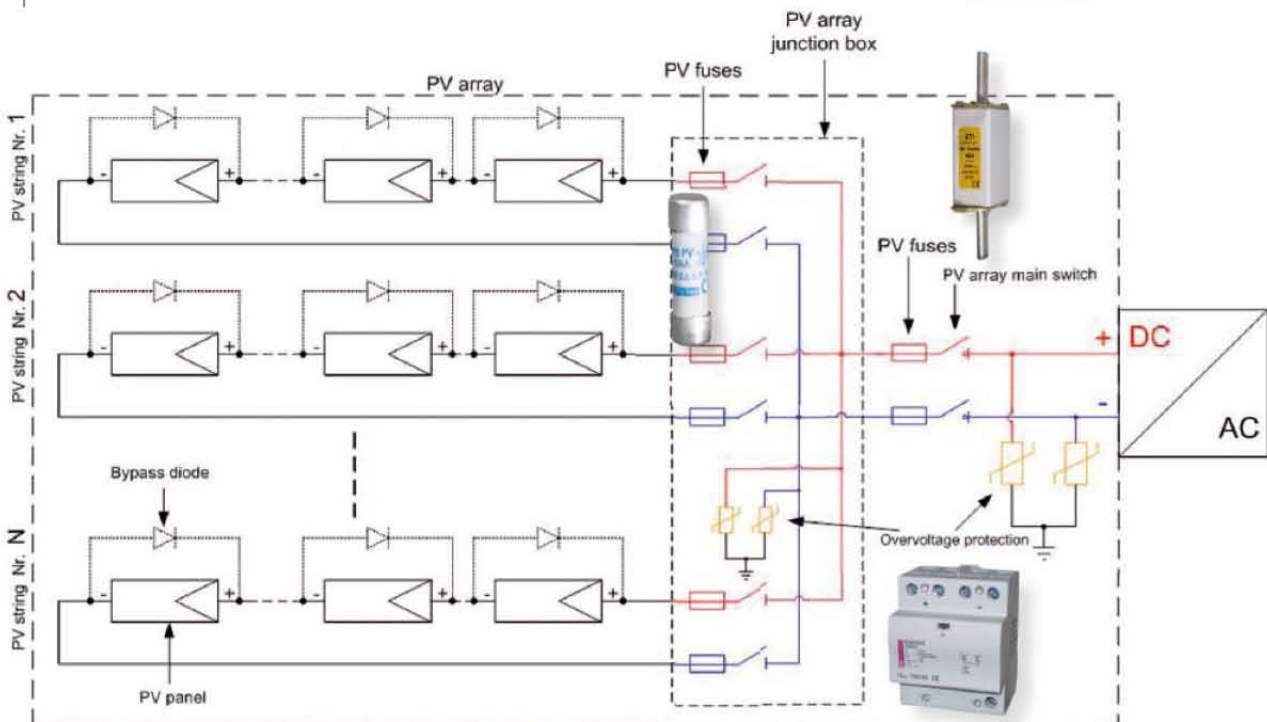 PV array
junction box
PV fuses
PV array
PV string Nr. 1
- + - + - +
PV fuses
PV array main switch
PV string Nr. 2
- + - + - +
+ DC
- AC
Bypass diode
Overvoltage protection
PV string Nr. N
- + - + - +
PV panel
ETI